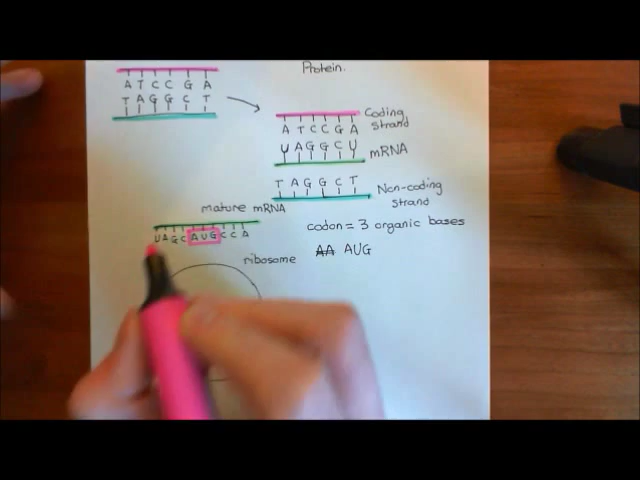 Protein.
A T C C G A
T A G G C T
Coding
strand
A T C C G A
U A G G C U
mRNA
T A G G C T
Non-coding
strand
mature mRNA
U A G C A U G C C A
codon = 3 organic bases
AA AUG
ribosome